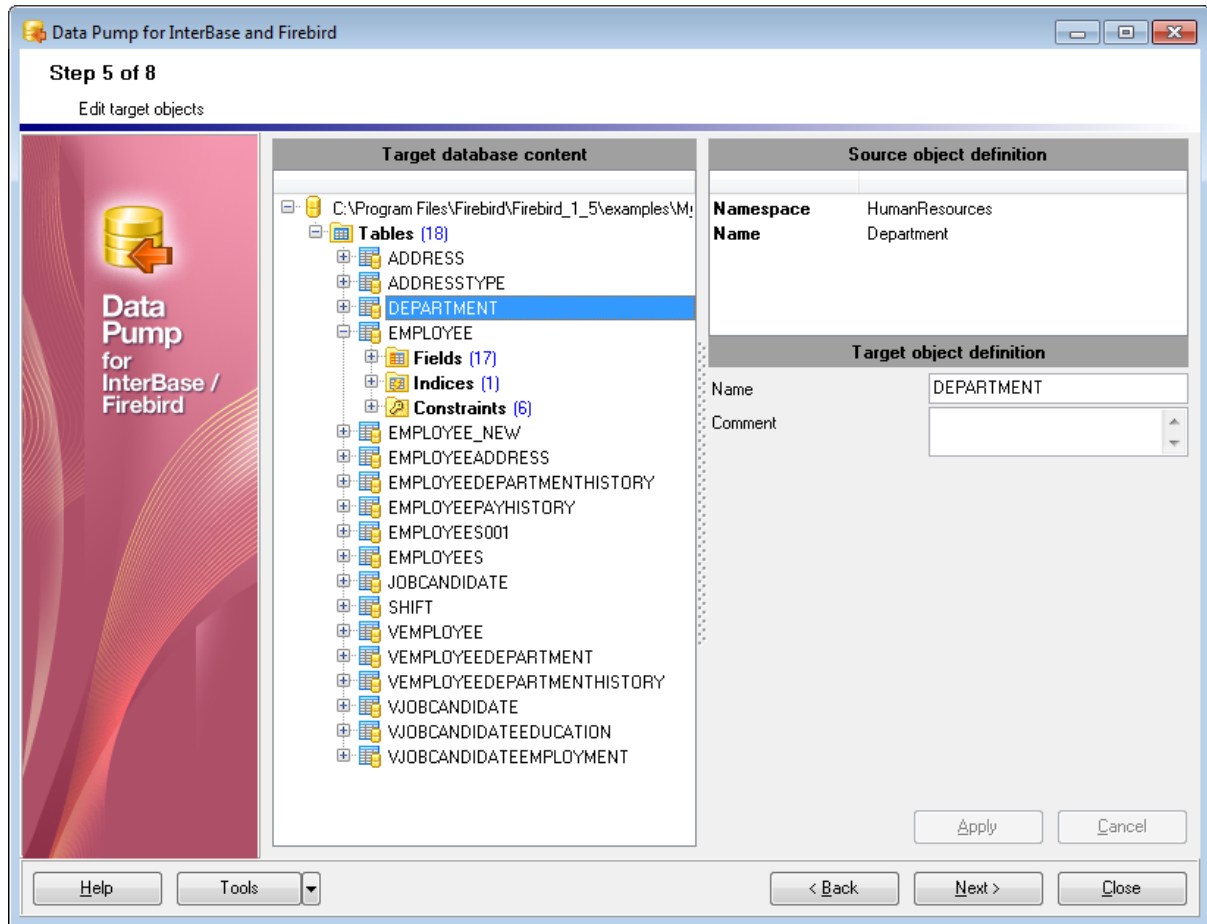 Data Pump for InterBase and Firebird
Step 5 of 8
Edit target objects
Data
Pump
for
InterBase /
Firebird
Target database content
C:\Program Files\Firebird\Firebird_1_5\examples\My
Tables (18)
ADDRESS
ADDRESSTYPE
DEPARTMENT
EMPLOYEE
Fields (17)
Indices (1)
Constraints (6)
EMPLOYEE_NEW
EMPLOYEEADDRESS
EMPLOYEEDEPARTMENTHISTORY
EMPLOYEEPAYHISTORY
EMPLOYEES001
EMPLOYEES
JOBCANDIDATE
SHIFT
VEMPLOYEE
VEMPLOYEEDEPARTMENT
VEMPLOYEEDEPARTMENTHISTORY
VJOBCANDIDATE
VJOBCANDIDATEEDUCATION
VJOBCANDIDATEEMPLOYMENT
Source object definition
Namespace HumanResources
Name Department
Target object definition
Name DEPARTMENT
Comment
Apply Cancel
Help Tools < Back Next > Close